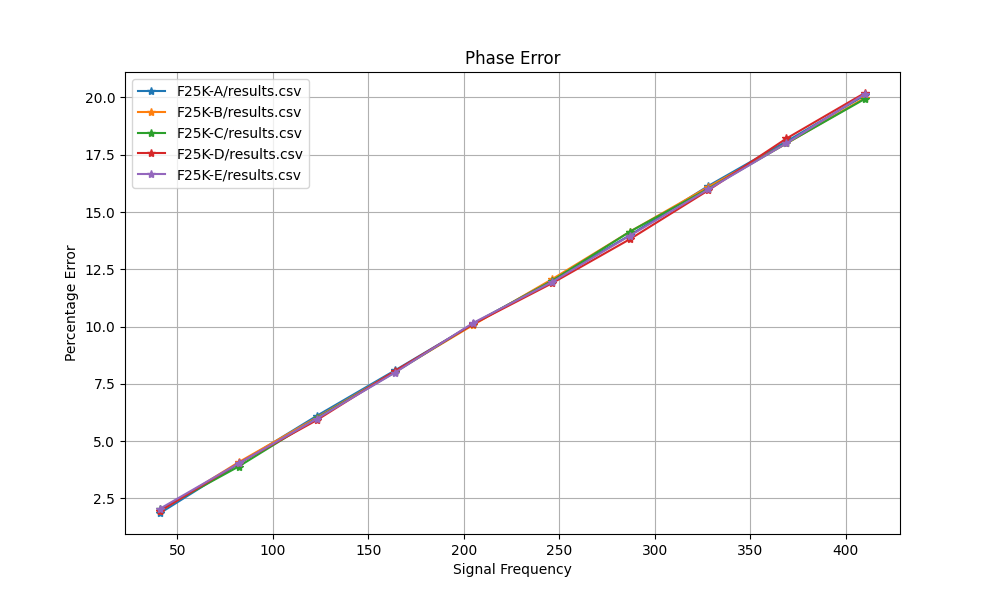 Phase Error
F25K-A/results.csv
F25K-B/results.csv
F25K-C/results.csv
F25K-D/results.csv
F25K-E/results.csv
Percentage Error
20.0
17.5
15.0
12.5
10.0
7.5
5.0
2.5
50 100 150 200 250 300 350 400
Signal Frequency